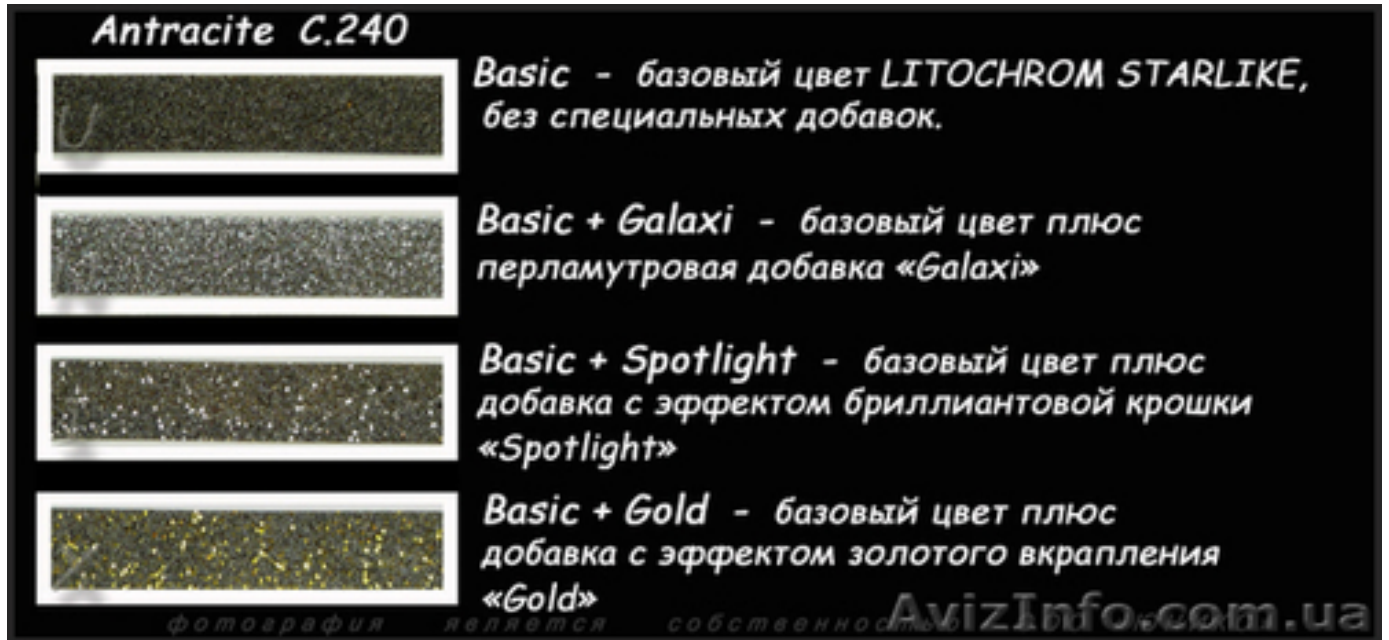 Antracite C.240
Basic - базовый цвет LITOCHROM STARLIKE,
без специальных добавок.
Basic + Galaxi - базовый цвет плюс
перламутровая добавка «Galaxi»
Basic + Spotlight - базовый цвет плюс
добавка с эффектом бриллиантовой крошки
«Spotlight»
Basic + Gold - базовый цвет плюс
добавка с эффектом золотого вкрапления
«Gold»
фотография является собственностью
AvizInfo.com.ua